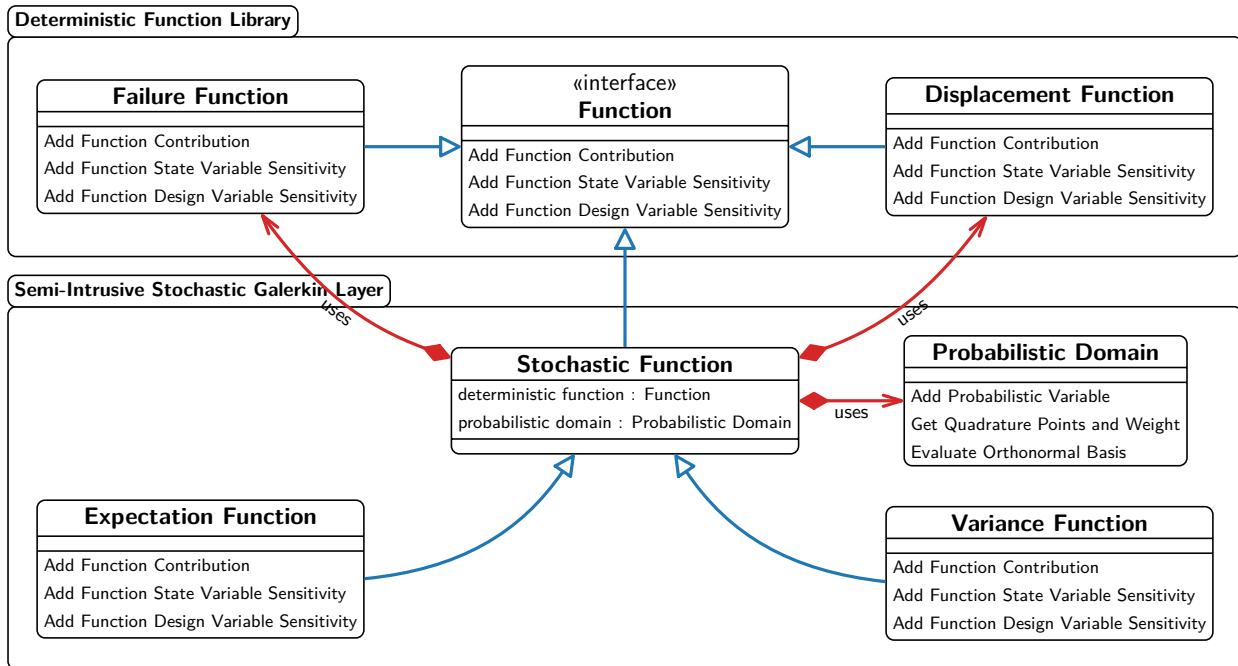 Deterministic Function Library
Failure Function
Add Function Contribution
Add Function State Variable Sensitivity
Add Function Design Variable Sensitivity
«interface»
Function
Add Function Contribution
Add Function State Variable Sensitivity
Add Function Design Variable Sensitivity
Displacement Function
Add Function Contribution
Add Function State Variable Sensitivity
Add Function Design Variable Sensitivity
Semi-Intrusive Stochastic Galerkin Layer
uses
uses
Stochastic Function
deterministic function : Function
probabilistic domain : Probabilistic Domain
uses
Probabilistic Domain
Add Probabilistic Variable
Get Quadrature Points and Weight
Evaluate Orthonormal Basis
Expectation Function
Add Function Contribution
Add Function State Variable Sensitivity
Add Function Design Variable Sensitivity
Variance Function
Add Function Contribution
Add Function State Variable Sensitivity
Add Function Design Variable Sensitivity